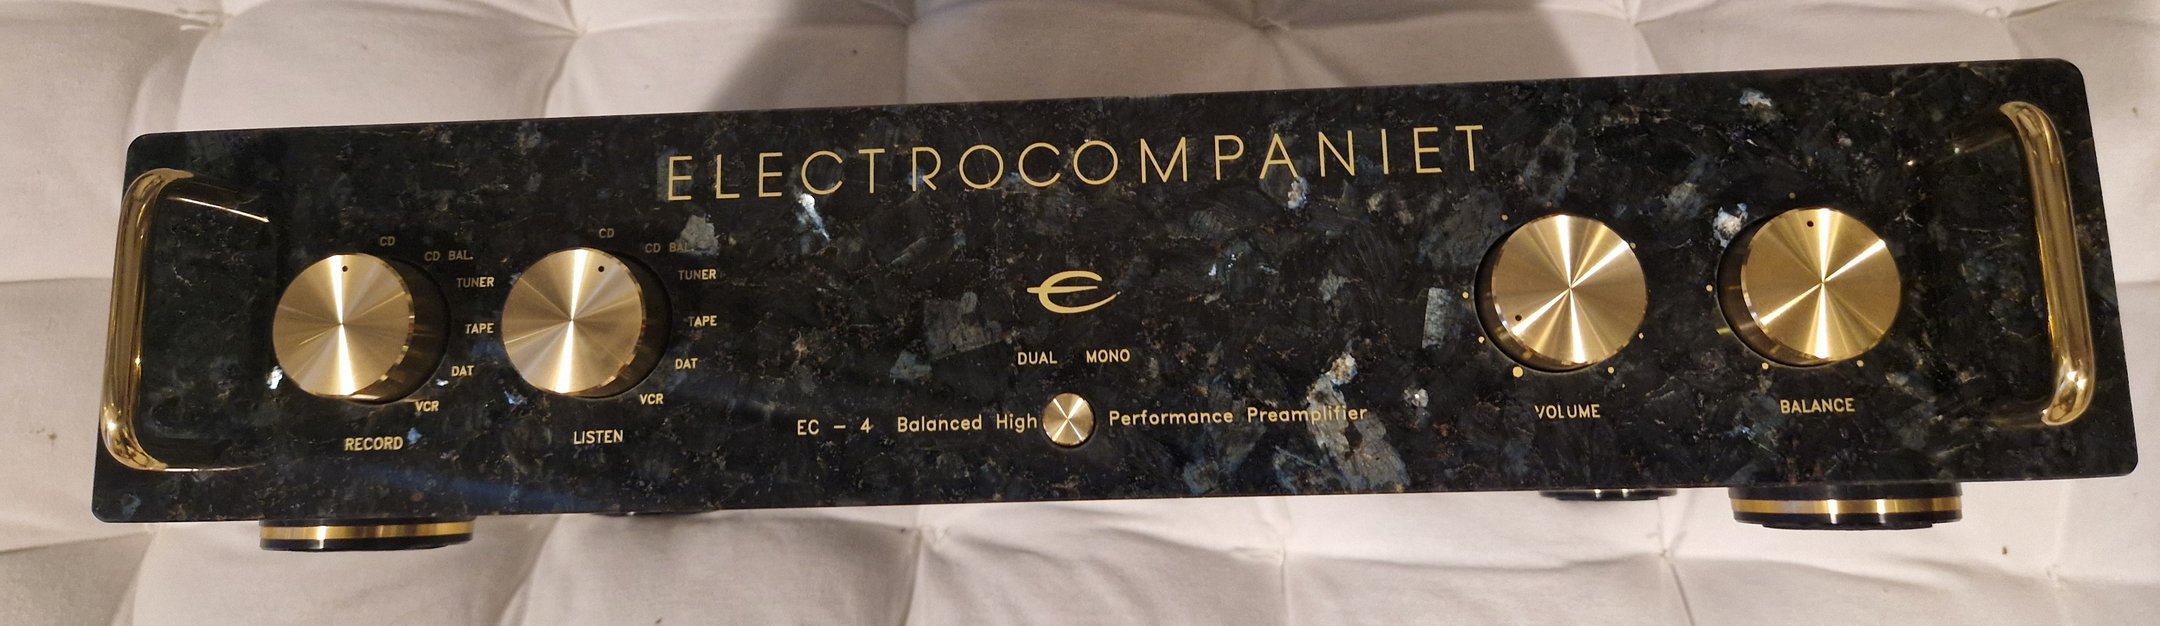 ELECTROCOMPANIET
CD
CD BAL.
TUNER
TAPE
DAT
VCR
RECORD
CD
CD BAL.
TUNER
TAPE
DAT
VCR
LISTEN
DUAL MONO
EC - 4 Balanced High Performance Preamplifier
VOLUME
BALANCE